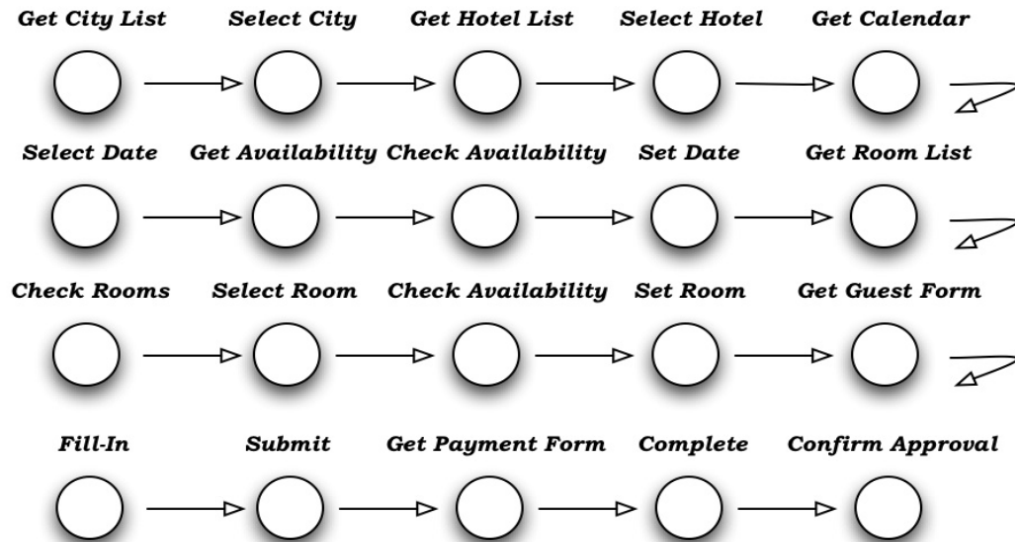 Get City List Select City Get Hotel List Select Hotel Get Calendar
Select Date Get Availability Check Availability Set Date Get Room List
Check Rooms Select Room Check Availability Set Room Get Guest Form
Fill-In Submit Get Payment Form Complete Confirm Approval